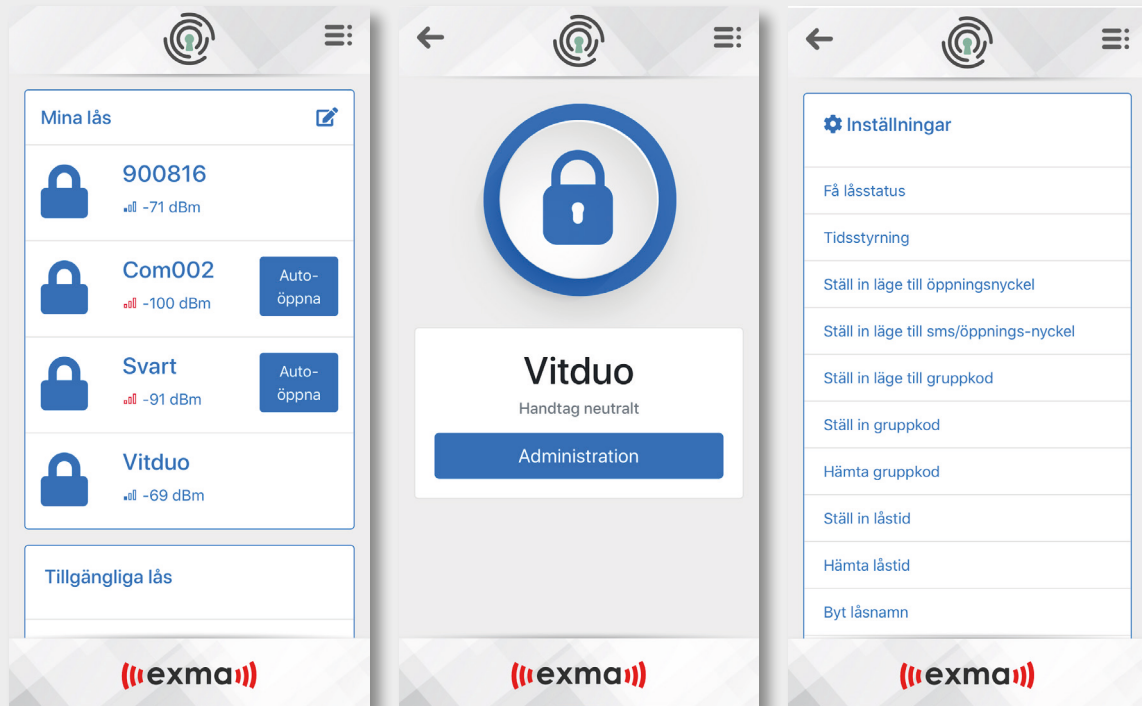 Mina lås
900816
-71 dBm
Com002
-100 dBm
Auto-
öppna
Svart
-91 dBm
Auto-
öppna
Vitduo
-69 dBm
Tillgängliga lås
exma
Vitduo
Handtag neutralt
Administration
exma
Inställningar
Få låsstatus
Tidsstyrning
Ställ in läge till öppningsnyckel
Ställ in läge till sms/öppnings-nyckel
Ställ in läge till gruppkod
Ställ in gruppkod
Hämta gruppkod
Ställ in låstid
Hämta låstid
Byt låsnamn
exma